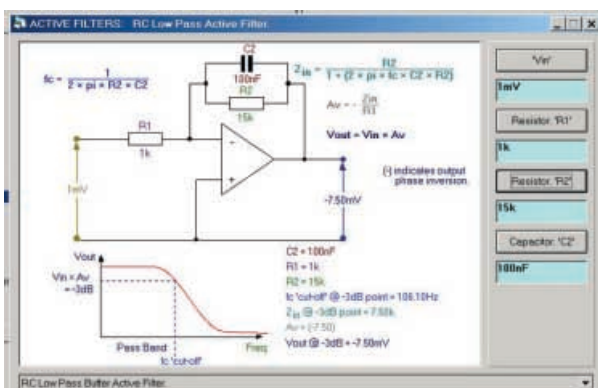 ACTIVE FILTERS: RC Low Pass Active Filter.
fc = 1
2 × pi × R2 × C2
C2
100nF
R2
15k
Zin = R2
1 + (2 × pi × fc × C2 × R2)
Av = - Zin
R1
Vout = Vin × Av
R1
1k
-
+
1mV
-7.50mV
(-) indicates output
phase inversion.
Vout
Vin × Av
= -3dB
Pass Band
fc 'cut-off'
Freq
C2 = 100nF
R1 = 1k
R2 = 15k
fc 'cut-off' @ -3dB point = 106.10Hz
Zin @ -3dB point = 7.50k
Av = (-7.50)
Vout @ -3dB = -7.50mV
'Vin'
1mV
Resistor. 'R1'
1k
Resistor. 'R2'
15k
Capacitor. 'C2'
100nF
RC Low Pass Buffer Active Filter.